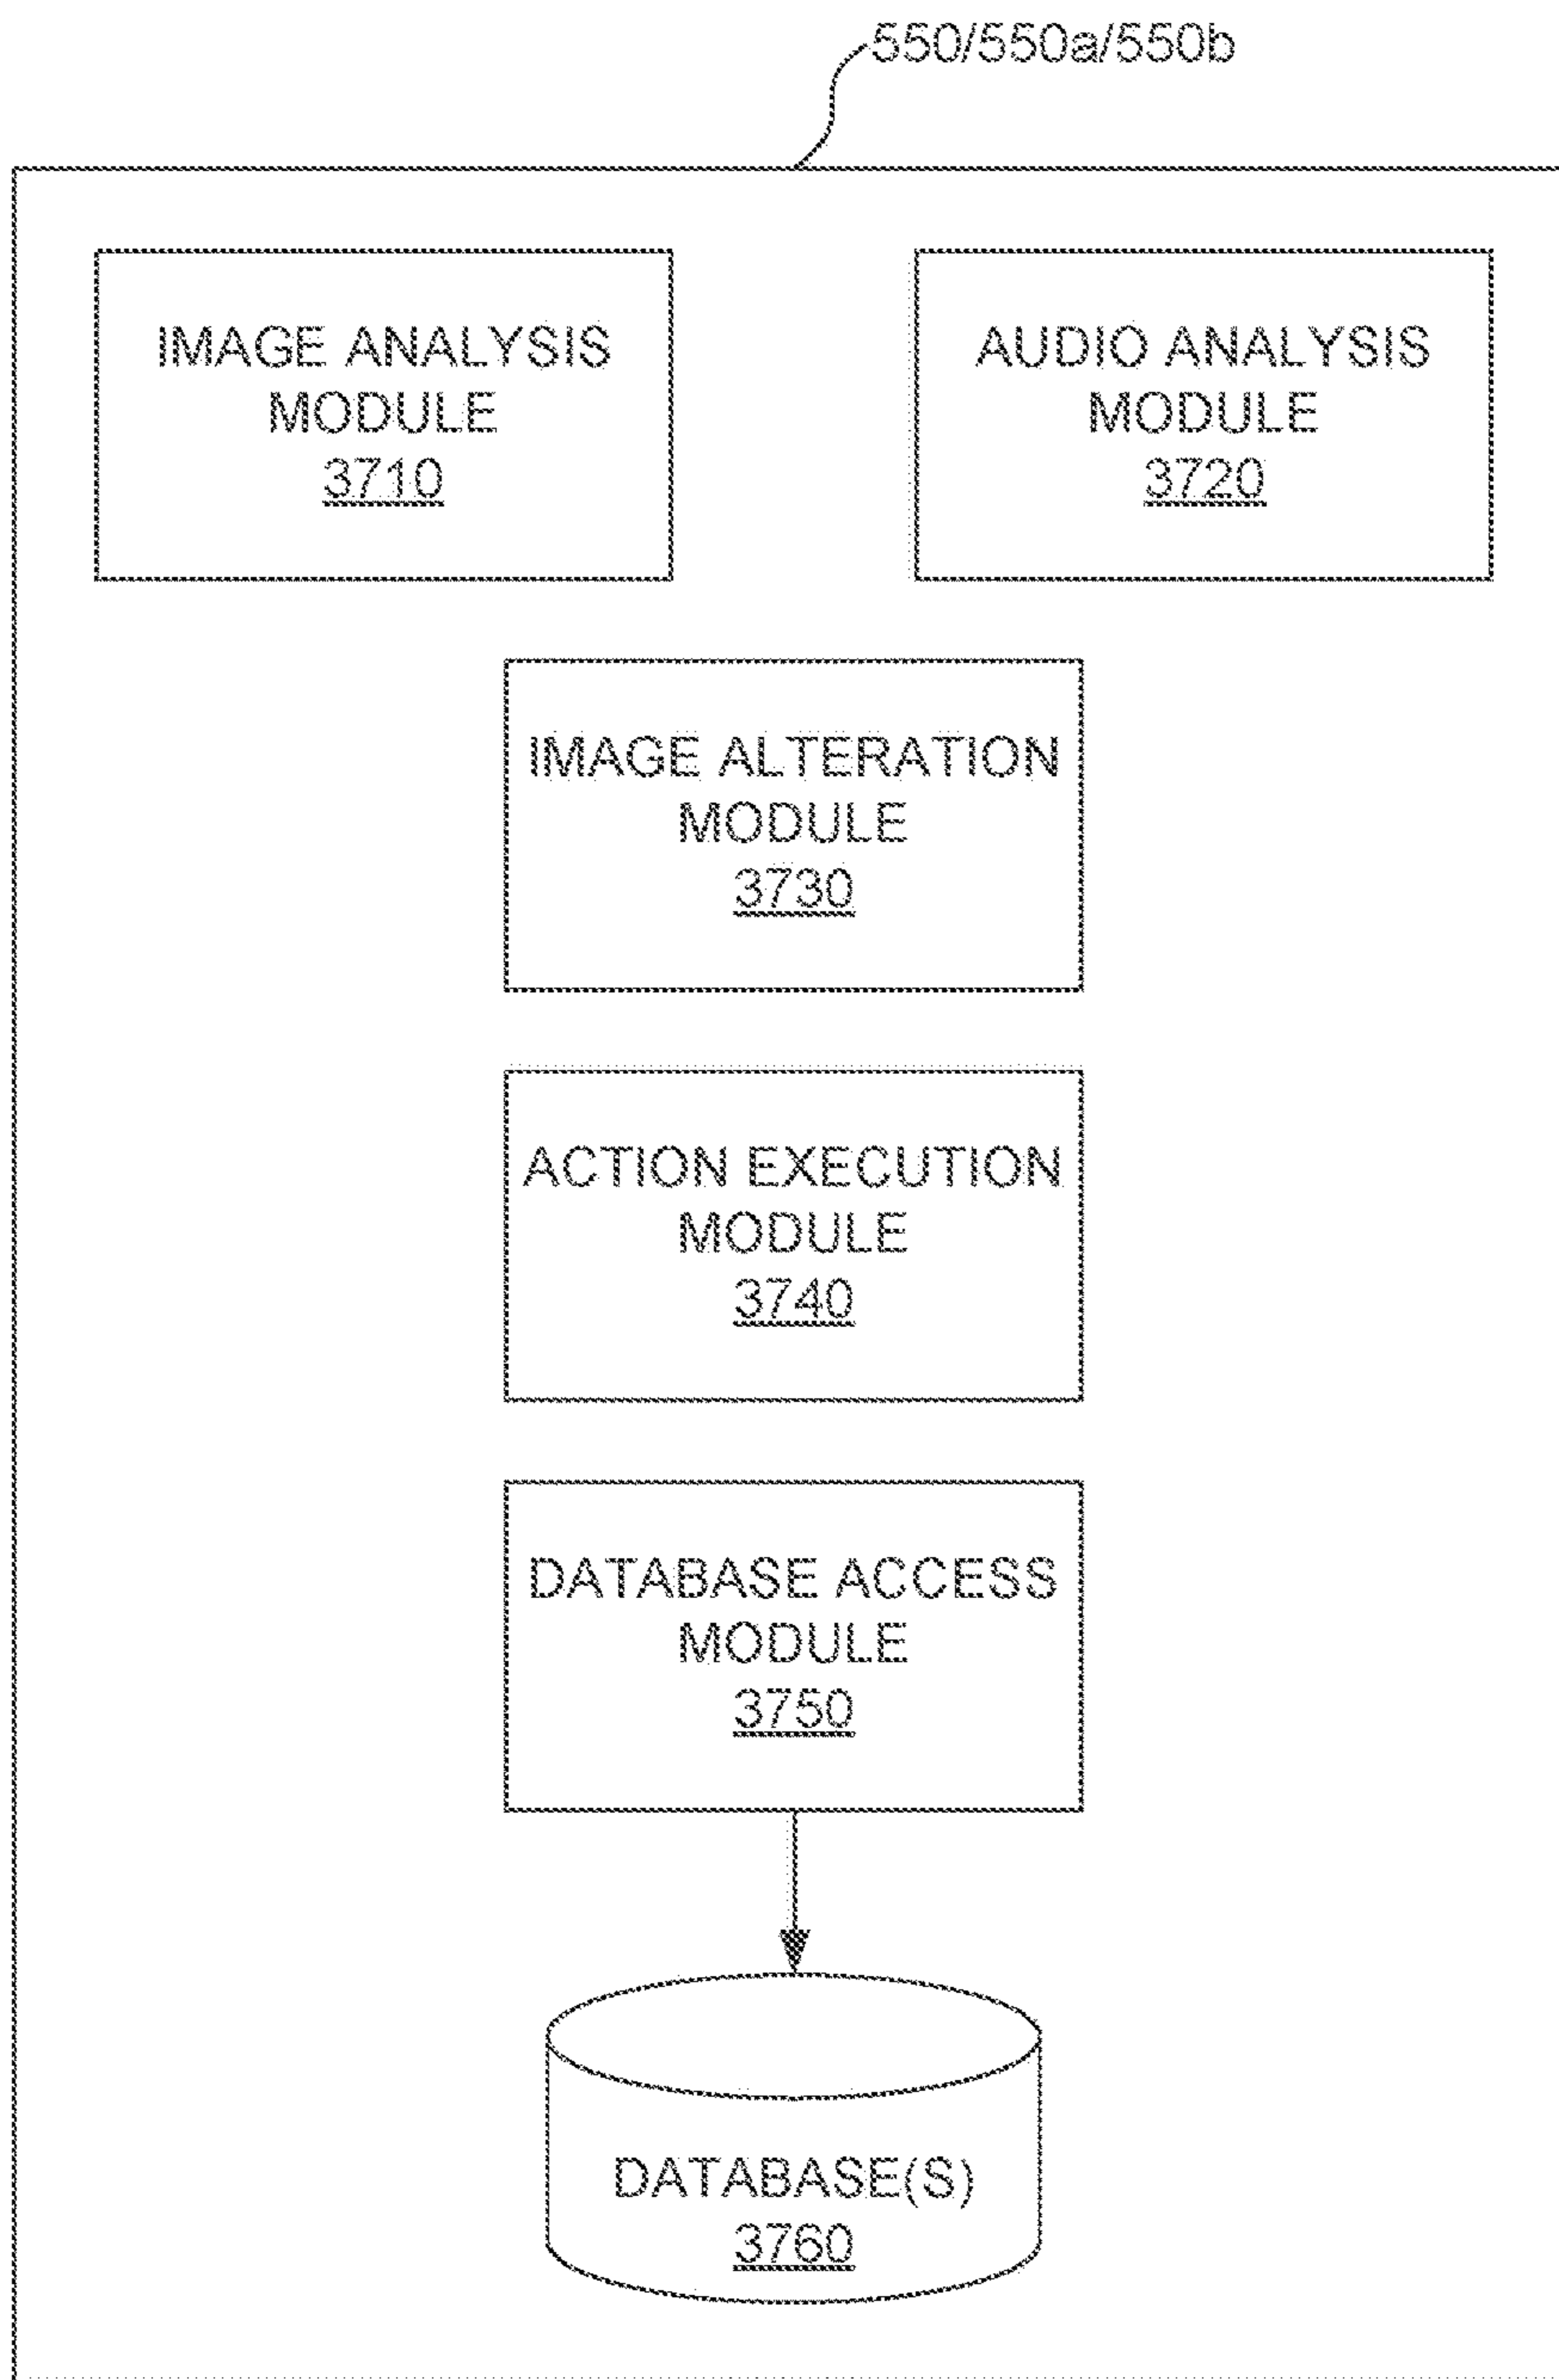 550/550a/550b
IMAGE ANALYSIS
MODULE
3710
AUDIO ANALYSIS
MODULE
3720
IMAGE ALTERATION
MODULE
3730
ACTION EXECUTION
MODULE
3740
DATABASE ACCESS
MODULE
3750
DATABASE(S)
3760